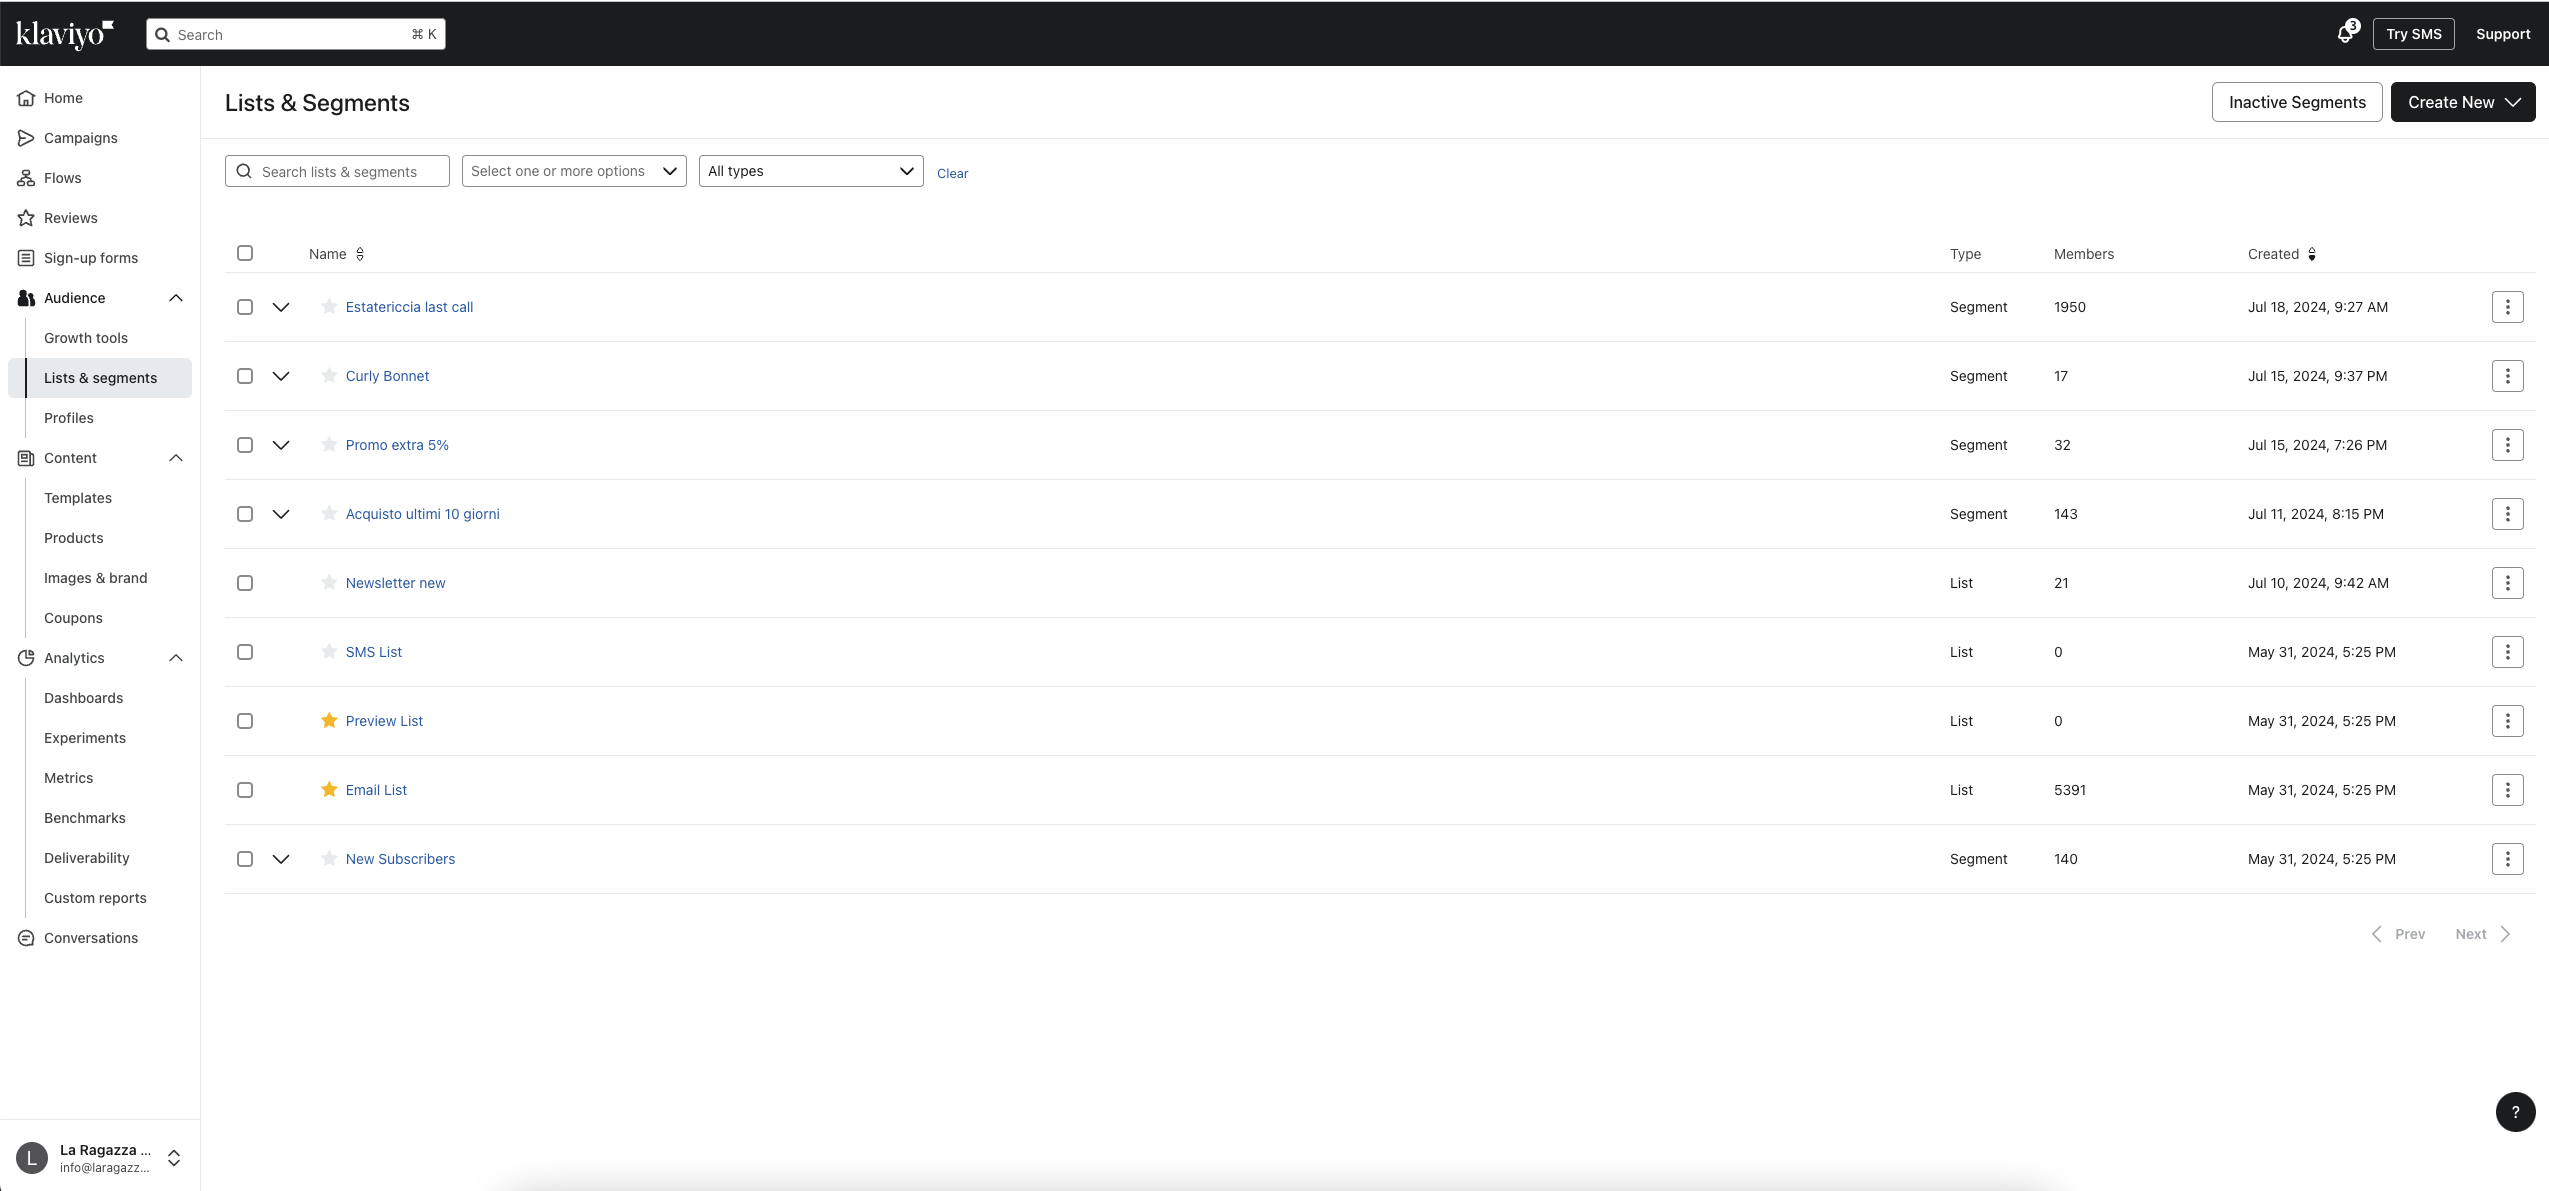 klaviyo
Search ⌘ K
3
Try SMS
Support
Home
Campaigns
Flows
Reviews
Sign-up forms
Audience
Growth tools
Lists & segments
Profiles
Content
Templates
Products
Images & brand
Coupons
Analytics
Dashboards
Experiments
Metrics
Benchmarks
Deliverability
Custom reports
Conversations
L
La Ragazza ...
info@laragazz...
Lists & Segments
Inactive Segments
Create New
Search lists & segments
Select one or more options
All types
Clear
Name Type Members Created
Estatericcia last call Segment 1950 Jul 18, 2024, 9:27 AM
Curly Bonnet Segment 17 Jul 15, 2024, 9:37 PM
Promo extra 5% Segment 32 Jul 15, 2024, 7:26 PM
Acquisto ultimi 10 giorni Segment 143 Jul 11, 2024, 8:15 PM
Newsletter new List 21 Jul 10, 2024, 9:42 AM
SMS List List 0 May 31, 2024, 5:25 PM
Preview List List 0 May 31, 2024, 5:25 PM
Email List List 5391 May 31, 2024, 5:25 PM
New Subscribers Segment 140 May 31, 2024, 5:25 PM
Prev Next
?